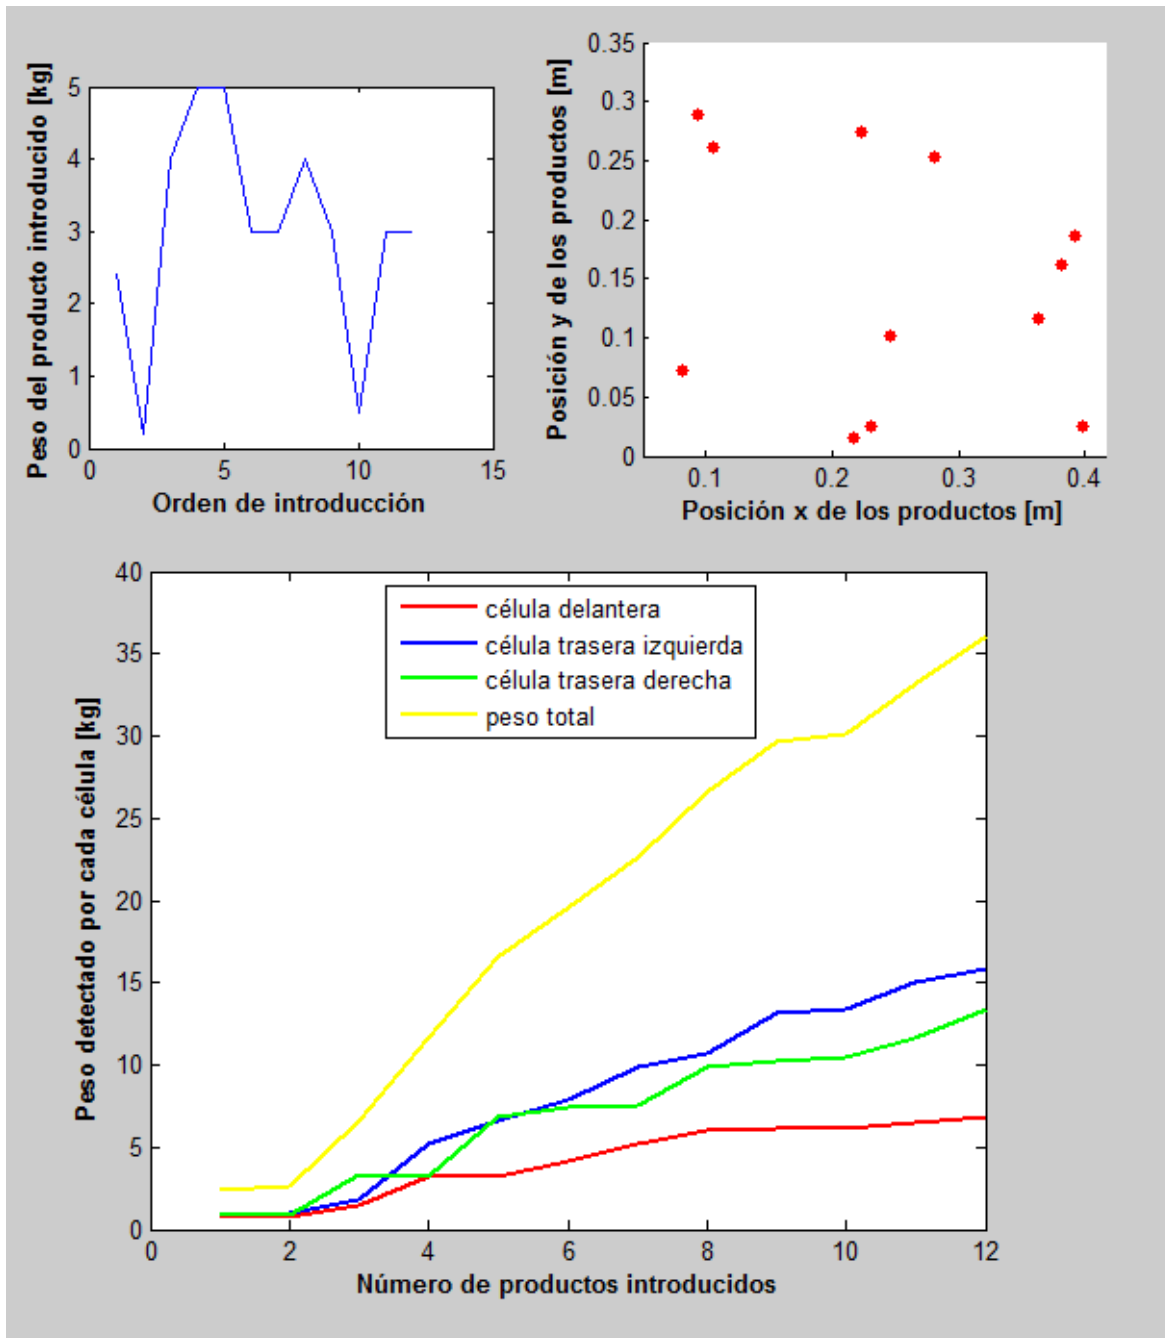 Peso del producto introducido [kg]
5
4
3
2
1
0
0 5 10 15
Orden de introducción
Posición y de los productos [m]
0.35
0.3
0.25
0.2
0.15
0.1
0.05
0
0.1 0.2 0.3 0.4
Posición x de los productos [m]
Peso detectado por cada célula [kg]
40
35
30
25
20
15
10
5
0
célula delantera
célula trasera izquierda
célula trasera derecha
peso total
0 2 4 6 8 10 12
Número de productos introducidos